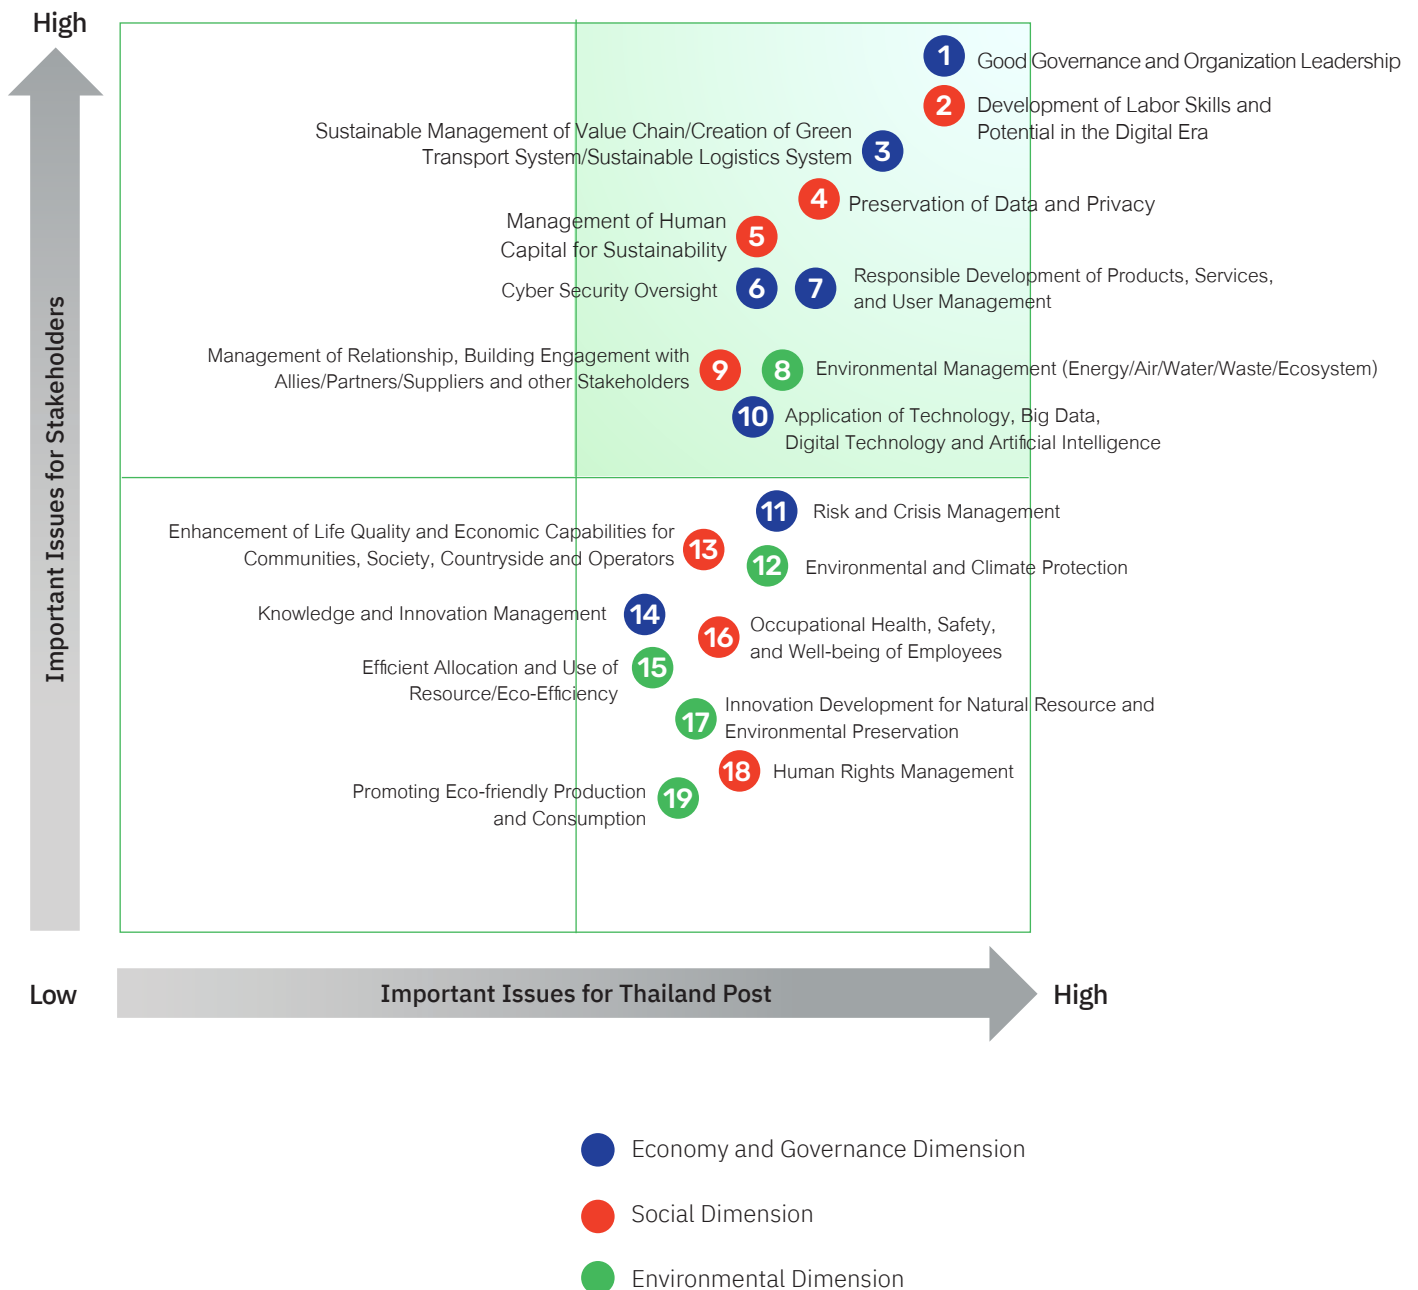 High
1
Good Governance and Organization Leadership
2
Development of Labor Skills and
Potential in the Digital Era
Sustainable Management of Value Chain/Creation of Green
Transport System/Sustainable Logistics System
3
4
Preservation of Data and Privacy
Management of Human
Capital for Sustainability
5
Cyber Security Oversight
6
7
Responsible Development of Products, Services,
and User Management
Management of Relationship, Building Engagement with
Allies/Partners/Suppliers and other Stakeholders
9
8
Environmental Management (Energy/Air/Water/Waste/Ecosystem)
10
Application of Technology, Big Data,
Digital Technology and Artificial Intelligence
Important Issues for Stakeholders
11
Risk and Crisis Management
Enhancement of Life Quality and Economic Capabilities for
Communities, Society, Countryside and Operators
13
12
Environmental and Climate Protection
Knowledge and Innovation Management
14
16
Occupational Health, Safety,
and Well-being of Employees
Efficient Allocation and Use of
Resource/Eco-Efficiency
15
17
Innovation Development for Natural Resource and
Environmental Preservation
18
Human Rights Management
Promoting Eco-friendly Production
and Consumption
19
Low
Important Issues for Thailand Post
High
Economy and Governance Dimension
Social Dimension
Environmental Dimension